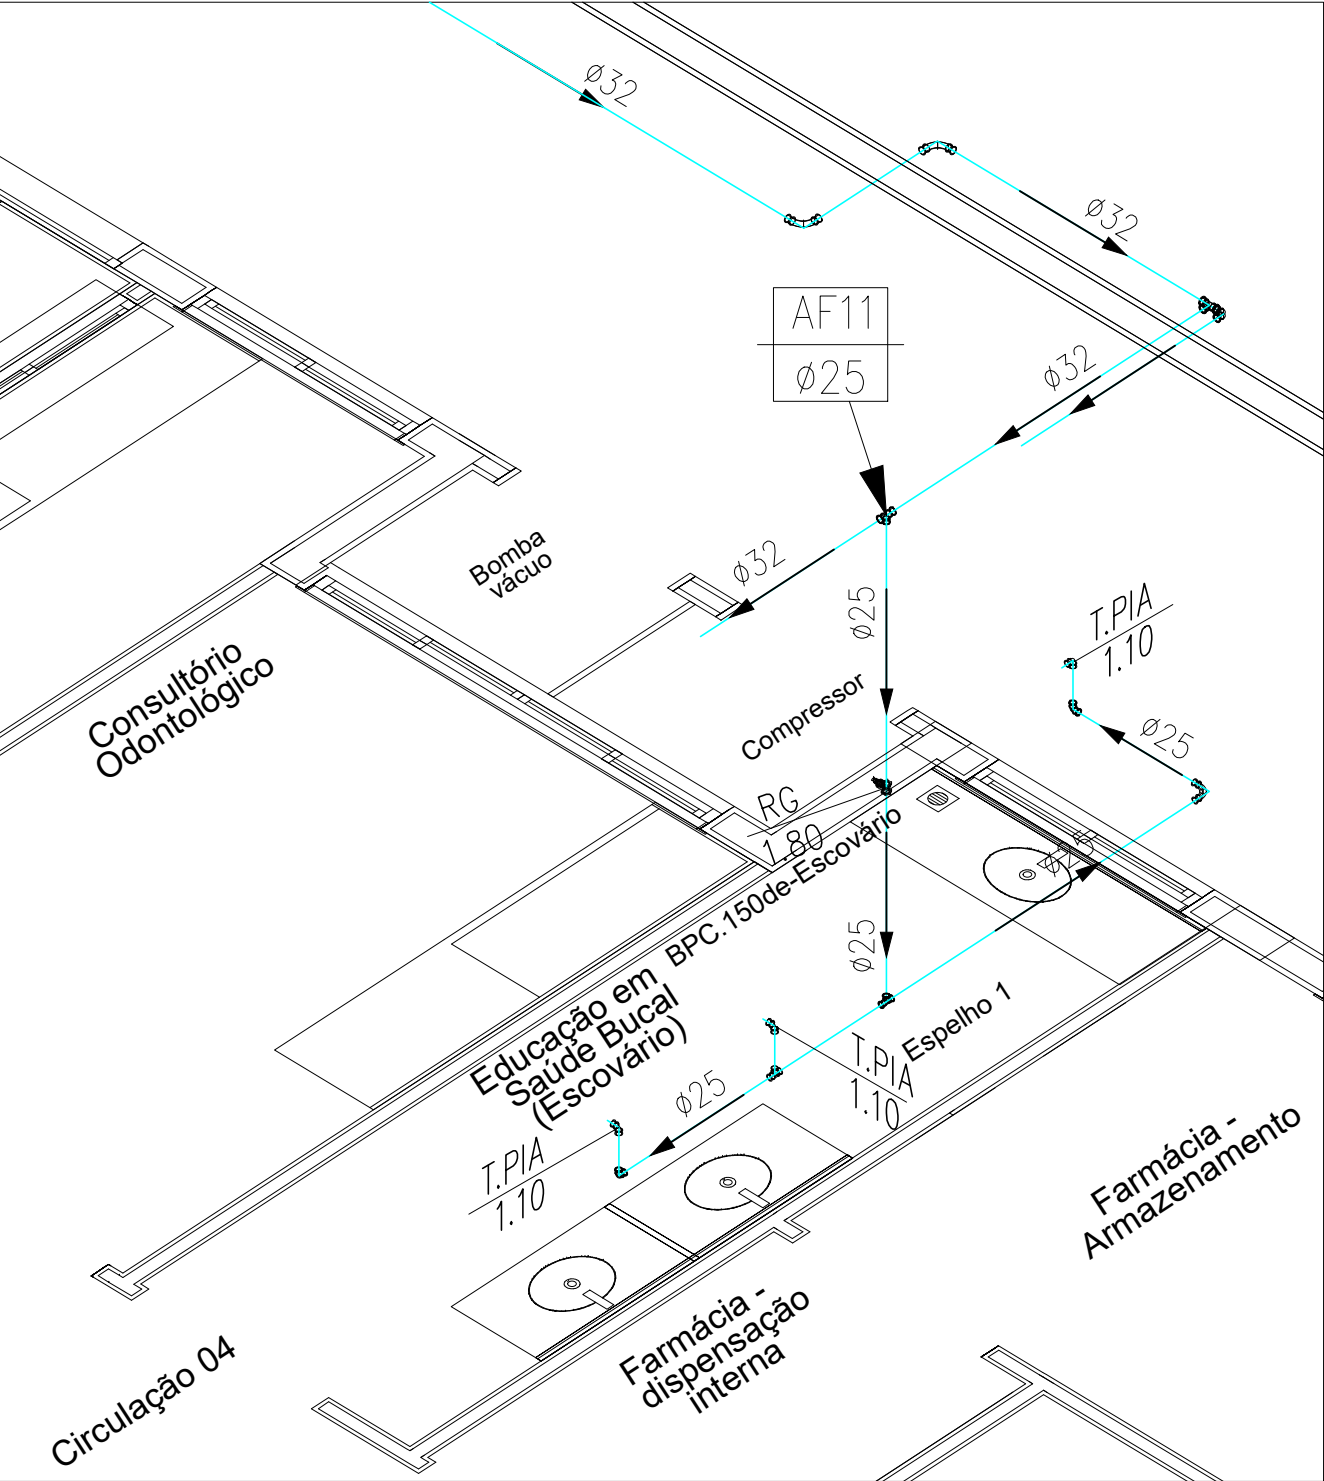 ø32
ø32
AF11
ø25
ø32
Bomba
vácuo
ø32
ø25
T.PIA
1.10
Consultório
Odontológico
Compressor
ø25
RG
1.80
BPC.150de-Escovário
ø25
ø25
Educação em
Saúde Bucal
(Escovário)
Espelho 1
T.PIA
1.10
ø25
T.PIA
1.10
Farmácia -
Armazenamento
Farmácia -
dispensação
interna
Circulação 04